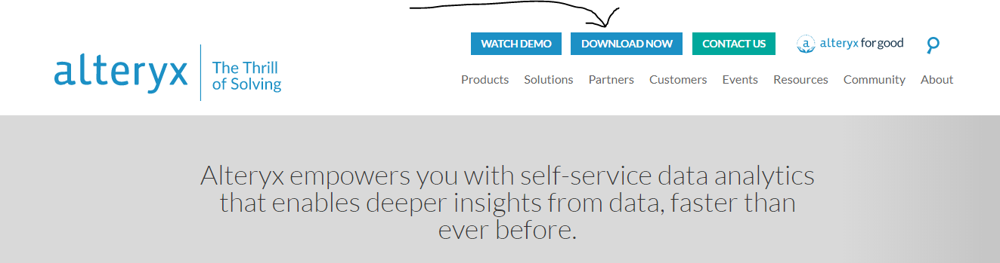 WATCH DEMO DOWNLOAD NOW CONTACT US alteryx for good
alteryx The Thrill
of Solving
Products Solutions Partners Customers Events Resources Community About
Alteryx empowers you with self-service data analytics
that enables deeper insights from data, faster than
ever before.